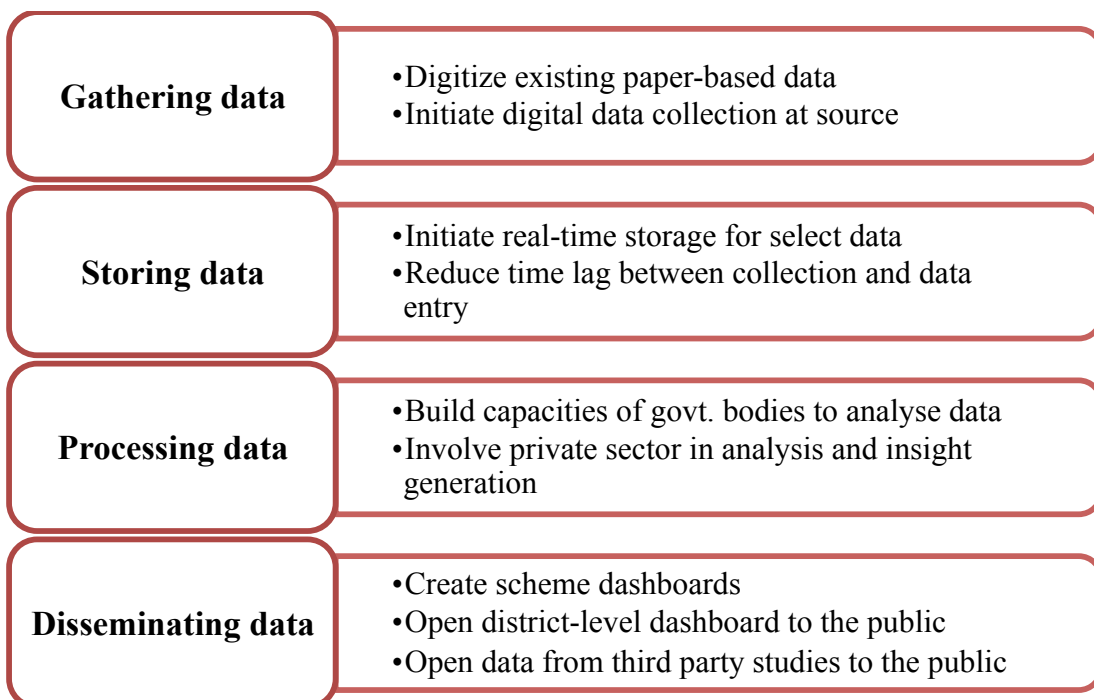 Gathering data
•Digitize existing paper-based data
•Initiate digital data collection at source
Storing data
•Initiate real-time storage for select data
•Reduce time lag between collection and data
entry
Processing data
•Build capacities of govt. bodies to analyse data
•Involve private sector in analysis and insight
generation
Disseminating data
•Create scheme dashboards
•Open district-level dashboard to the public
•Open data from third party studies to the public